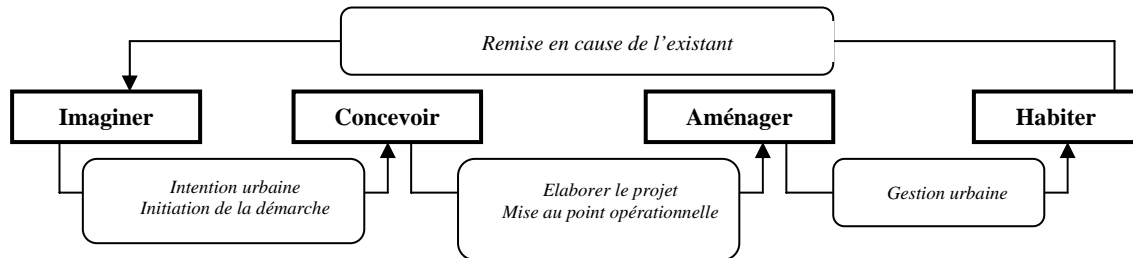 Remise en cause de l’existant
Imaginer
Concevoir
Aménager
Habiter
Intention urbaine
Initiation de la démarche
Elaborer le projet
Mise au point opérationnelle
Gestion urbaine